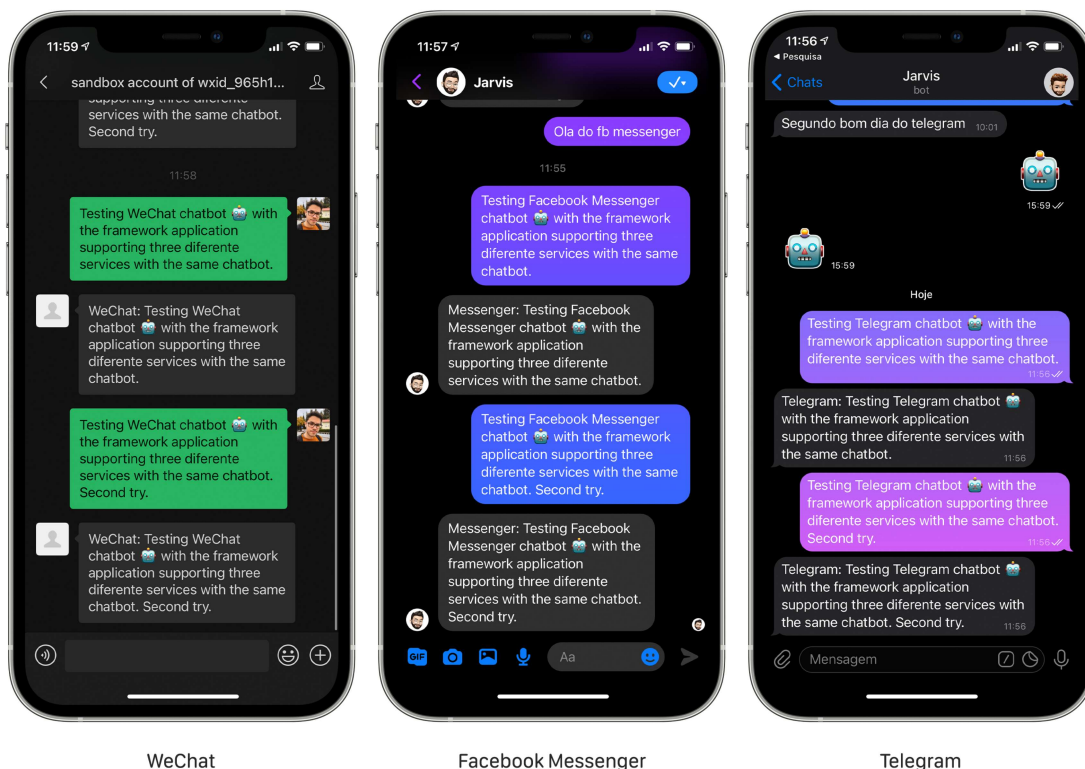 11:59
sandbox account of wxid_965h1...
supporting three diferente
services with the same chatbot.
Second try.
11:58
Testing WeChat chatbot 🤖 with
the framework application
supporting three diferente
services with the same chatbot.
WeChat: Testing WeChat
chatbot 🤖 with the framework
application supporting three
diferente services with the same
chatbot.
Testing WeChat chatbot 🤖 with
the framework application
supporting three diferente
services with the same chatbot.
Second try.
WeChat: Testing WeChat
chatbot 🤖 with the framework
application supporting three
diferente services with the same
chatbot. Second try.
WeChat
11:57
Jarvis
Ola do fb messenger
11:55
Testing Facebook Messenger
chatbot 🤖 with the framework
application supporting three
diferente services with the same
chatbot.
Messenger: Testing Facebook
Messenger chatbot 🤖 with the
framework application
supporting three diferente
services with the same chatbot.
Testing Facebook Messenger
chatbot 🤖 with the framework
application supporting three
diferente services with the same
chatbot. Second try.
Messenger: Testing Facebook
Messenger chatbot 🤖 with the
framework application
supporting three diferente
services with the same chatbot.
Second try.
GIF
Aa
Facebook Messenger
11:56
Pesquisa
Chats
Jarvis
bot
Segundo bom dia do telegram 10:01
15:59
15:59
Hoje
Testing Telegram chatbot 🤖 with the
framework application supporting three
diferente services with the same chatbot.
11:56
Telegram: Testing Telegram chatbot 🤖
with the framework application
supporting three diferente services with
the same chatbot. 11:56
Testing Telegram chatbot 🤖 with the
framework application supporting three
diferente services with the same chatbot.
Second try. 11:56
Telegram: Testing Telegram chatbot 🤖
with the framework application
supporting three diferente services with
the same chatbot. Second try. 11:56
Mensagem
Telegram